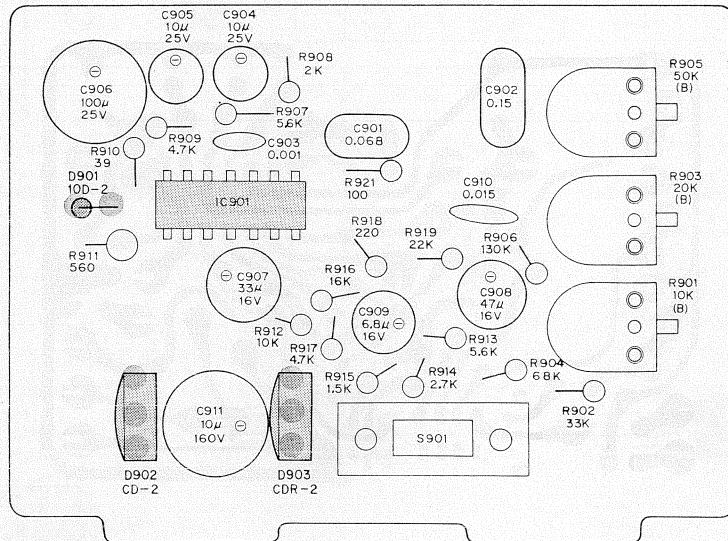 C905
10μ
25V
C904
10μ
25V
R908
2K
C906
100μ
25V
R907
5.6K
R909
4.7K
C903
0.001
R910
39
D901
10D-2
C901
0.068
C902
0.15
R905
50K
(B)
IC901
R921
100
C910
0.015
R903
20K
(B)
R911
560
R918
220
R919
22K
R906
130K
C907
33μ
16V
R916
16K
C908
47μ
16V
R901
10K
(B)
C909
6.8μ
16V
R912
10K
R917
4.7K
R913
5.6K
R915
1.5K
R914
2.7K
R904
68K
R902
33K
C911
10μ
160V
S901
D902
CD-2
D903
CDR-2